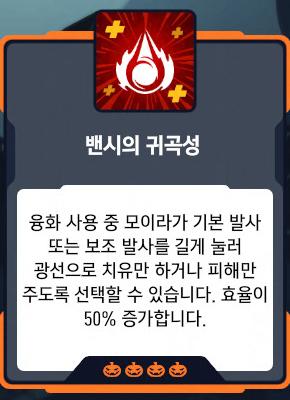 밴시의 귀곡성
융화 사용 중 모이라가 기본 발사
또는 보조 발사를 길게 눌러
광선으로 치유만 하거나 피해만
주도록 선택할 수 있습니다. 효율이
50% 증가합니다.